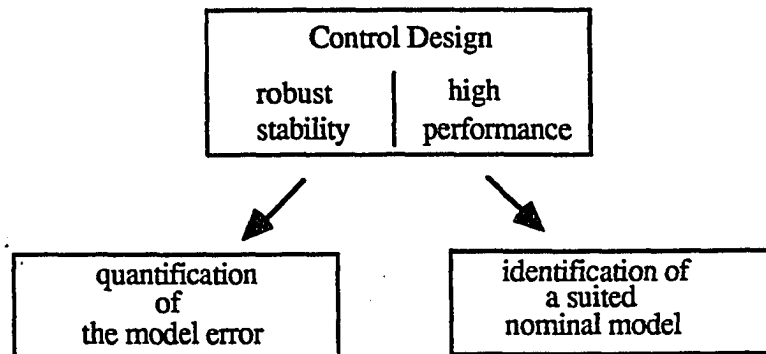 Control Design
robust
stability
high
performance
quantification
of
the model error
identification of
a suited
nominal model